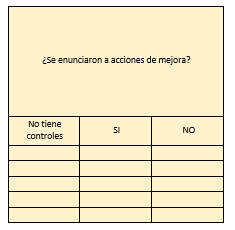 ¿Se enunciaron a acciones de mejora?
No tiene
controles
SI
NO